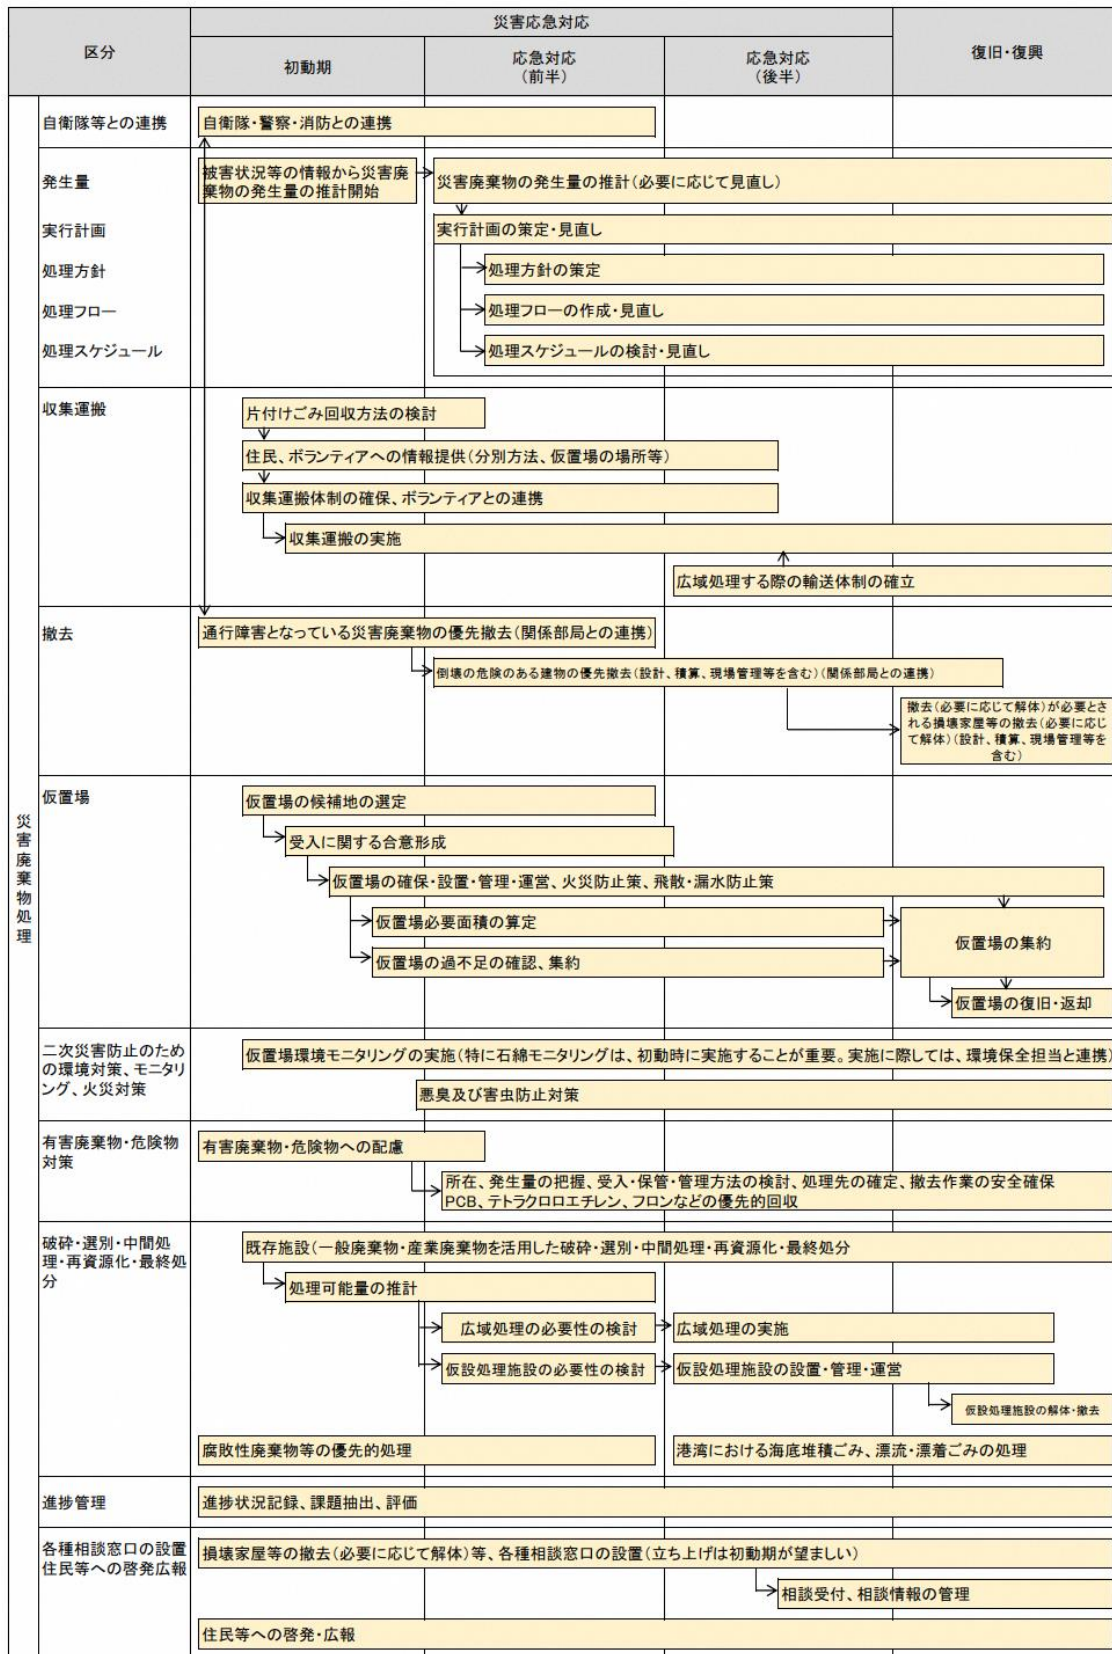 区分
災害応急対応
初動期
応急対応
（前半）
応急対応
（後半）
復旧・復興
災害廃棄物処理
自衛隊等との連携
自衛隊・警察・消防との連携
発生量
被害状況等の情報から災害廃
棄物の発生量の推計開始
災害廃棄物の発生量の推計（必要に応じて見直し）
実行計画
実行計画の策定・見直し
処理方針
処理方針の策定
処理フロー
処理フローの作成・見直し
処理スケジュール
処理スケジュールの検討・見直し
収集運搬
片付けごみ回収方法の検討
住民、ボランティアへの情報提供（分別方法、仮置場の場所等）
収集運搬体制の確保、ボランティアとの連携
収集運搬の実施
広域処理する際の輸送体制の確立
撤去
通行障害となっている災害廃棄物の優先撤去（関係部局との連携）
倒壊の危険のある建物の優先撤去（設計、積算、現場管理等を含む）（関係部局との連携）
撤去（必要に応じて解体）が必要とさ
れる損壊家屋等の撤去（必要に応じ
て解体）（設計、積算、現場管理等を
含む）
仮置場
仮置場の候補地の選定
受入に関する合意形成
仮置場の確保・設置・管理・運営、火災防止策、飛散・漏水防止策
仮置場必要面積の算定
仮置場の過不足の確認、集約
仮置場の集約
仮置場の復旧・返却
二次災害防止のため
の環境対策、モニタリ
ング、火災対策
仮置場環境モニタリングの実施（特に石綿モニタリングは、初動時に実施することが重要。実施に際しては、環境保全担当と連携）
悪臭及び害虫防止対策
有害廃棄物・危険物
対策
有害廃棄物・危険物への配慮
所在、発生量の把握、受入・保管・管理方法の検討、処理先の確定、撤去作業の安全確保
PCB、テトラクロロエチレン、フロンなどの優先的回収
破砕・選別・中間処
理・再資源化・最終処
分
既存施設（一般廃棄物・産業廃棄物を活用した破砕・選別・中間処理・再資源化・最終処分
処理可能量の推計
広域処理の必要性の検討
広域処理の実施
仮設処理施設の必要性の検討
仮設処理施設の設置・管理・運営
仮設処理施設の解体・撤去
腐敗性廃棄物等の優先的処理
港湾における海底堆積ごみ、漂流・漂着ごみの処理
進捗管理
進捗状況記録、課題抽出、評価
各種相談窓口の設置
住民等への啓発広報
損壊家屋等の撤去（必要に応じて解体）等、各種相談窓口の設置（立ち上げは初動期が望ましい）
相談受付、相談情報の管理
住民等への啓発・広報